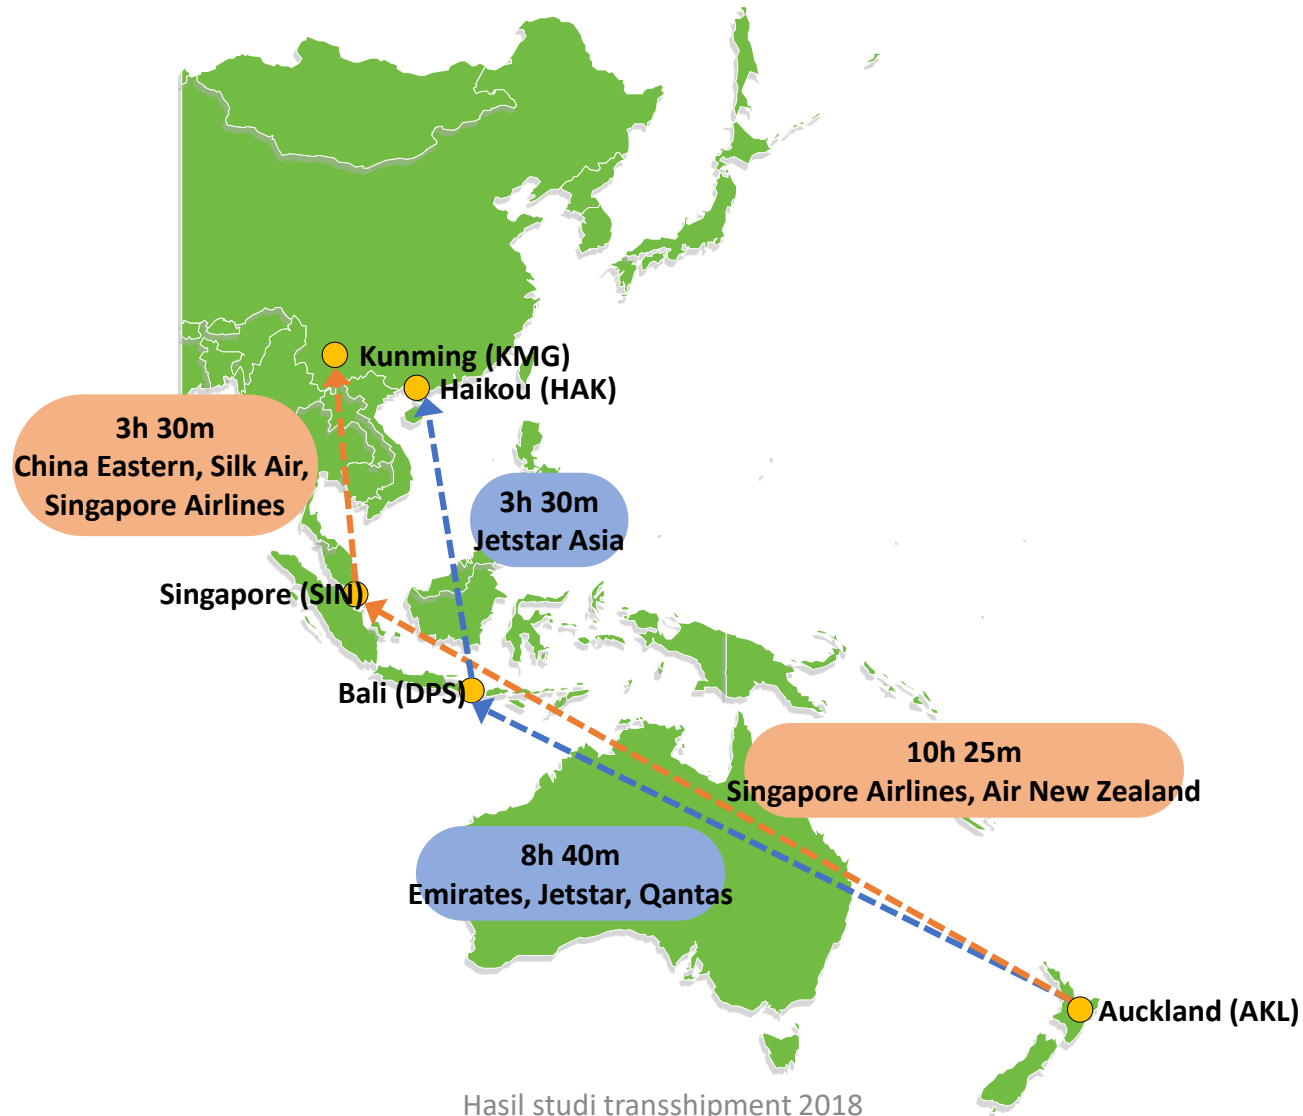 Kunming (KMG)
Haikou (HAK)
3h 30m
China Eastern, Silk Air,
Singapore Airlines
3h 30m
Jetstar Asia
Singapore (SIN)
Bali (DPS)
10h 25m
Singapore Airlines, Air New Zealand
8h 40m
Emirates, Jetstar, Qantas
Auckland (AKL)
Hasil studi transshipment 2018